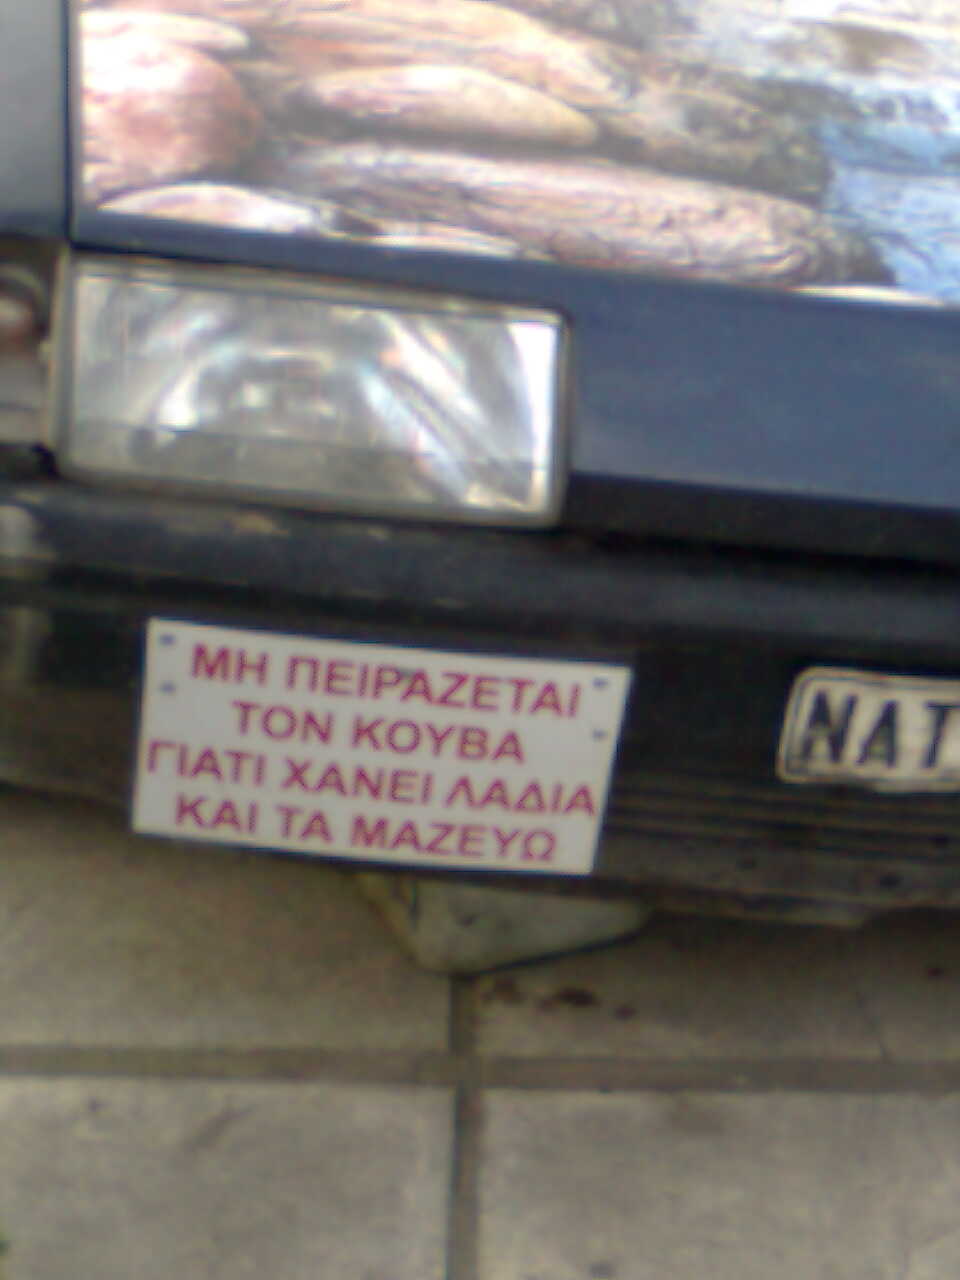 ΜΗ ΠΕΙΡΑΖΕΤΑΙ
ΤΟΝ ΚΟΥΒΑ
ΓΙΑΤΙ ΧΑΝΕΙ ΛΑΔΙΑ
ΚΑΙ ΤΑ ΜΑΖΕΥΩ
ΝΑΤ